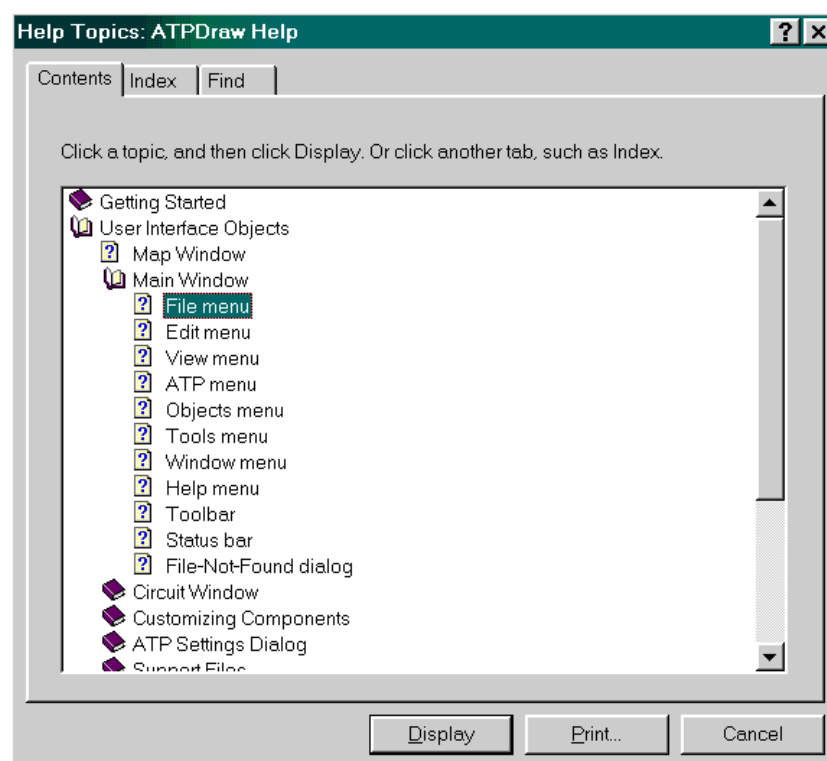 Help Topics: ATPDraw Help
Contents Index Find
Click a topic, and then click Display. Or click another tab, such as Index.
Getting Started
User Interface Objects
Map Window
Main Window
File menu
Edit menu
View menu
ATP menu
Objects menu
Tools menu
Window menu
Help menu
Toolbar
Status bar
File-Not-Found dialog
Circuit Window
Customizing Components
ATP Settings Dialog
Support Files
Display Print... Cancel